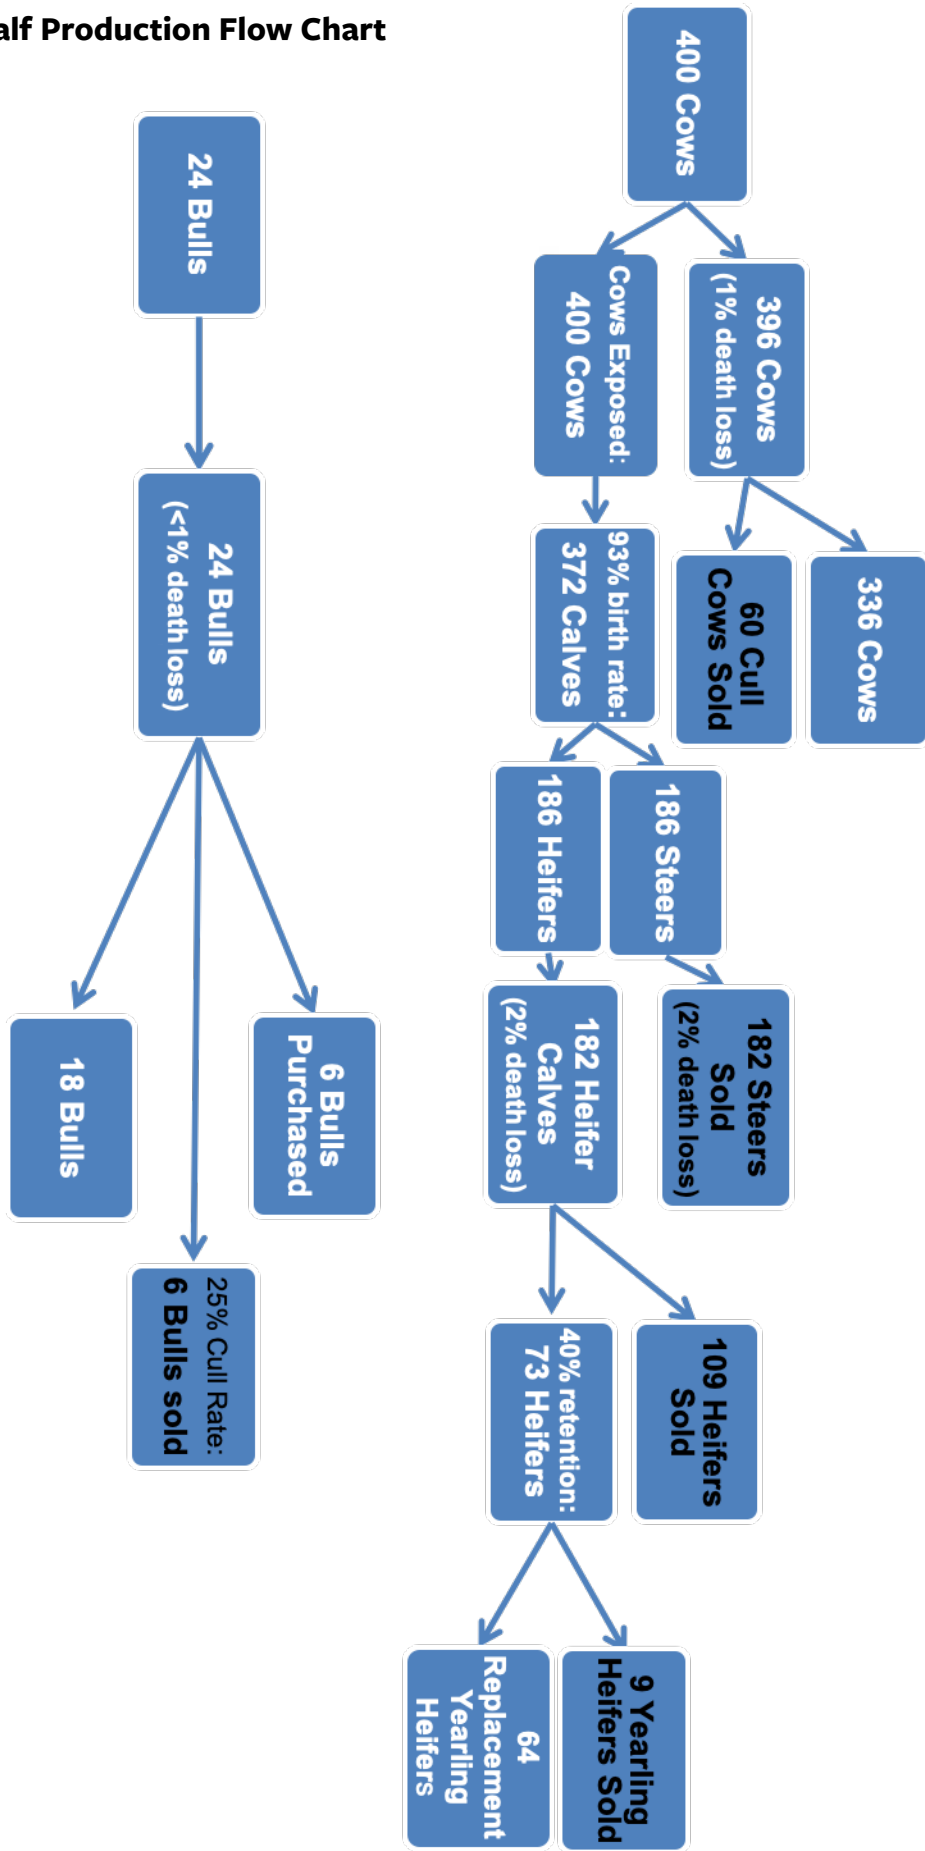 alf Production Flow Chart
400 Cows
396 Cows
(1% death loss)
336 Cows
60 Cull
Cows Sold
Cows Exposed:
400 Cows
93% birth rate:
372 Calves
186 Steers
182 Steers
Sold
(2% death loss)
186 Heifers
182 Heifer
Calves
(2% death loss)
109 Heifers
Sold
40% retention:
73 Heifers
9 Yearling
Heifers Sold
64
Replacement
Yearling
Heifers
24 Bulls
24 Bulls
(<1% death loss)
6 Bulls
Purchased
25% Cull Rate:
6 Bulls sold
18 Bulls